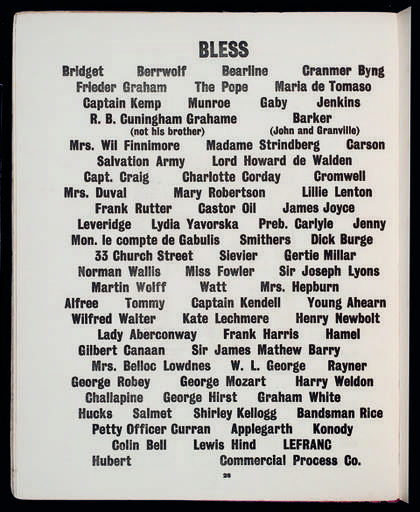 BLESS
Bridget Berrwolf Bearline Cranmer Byng
Frieder Graham The Pope Maria de Tomaso
Captain Kemp Munroe Gaby Jenkins
R. B. Cuningham Grahame Barker
(not his brother) (John and Granville)
Mrs. Wil Finnimore Madame Strindberg Carson
Salvation Army Lord Howard de Walden
Capt. Craig Charlotte Corday Cromwell
Mrs. Duval Mary Robertson Lillie Lenton
Frank Rutter Castor Oil James Joyce
Leveridge Lydia Yavorska Preb. Carlyle Jenny
Mon. le compte de Gabulis Smithers Dick Burge
33 Church Street Sievier Gertie Millar
Norman Wallis Miss Fowler Sir Joseph Lyons
Martin Wolff Watt Mrs. Hepburn
Alfree Tommy Captain Kendell Young Ahearn
Wilfred Walter Kate Lechmere Henry Newbolt
Lady Aberconway Frank Harris Hamel
Gilbert Canaan Sir James Mathew Barry
Mrs. Belloc Lowdnes W. L. George Rayner
George Robey George Mozart Harry Weldon
Challapine George Hirst Graham White
Hucks Salmet Shirley Kellogg Bandsman Rice
Petty Officer Curran Applegarth Konody
Colin Bell Lewis Hind LEFRANC
Hubert Commercial Process Co.
28